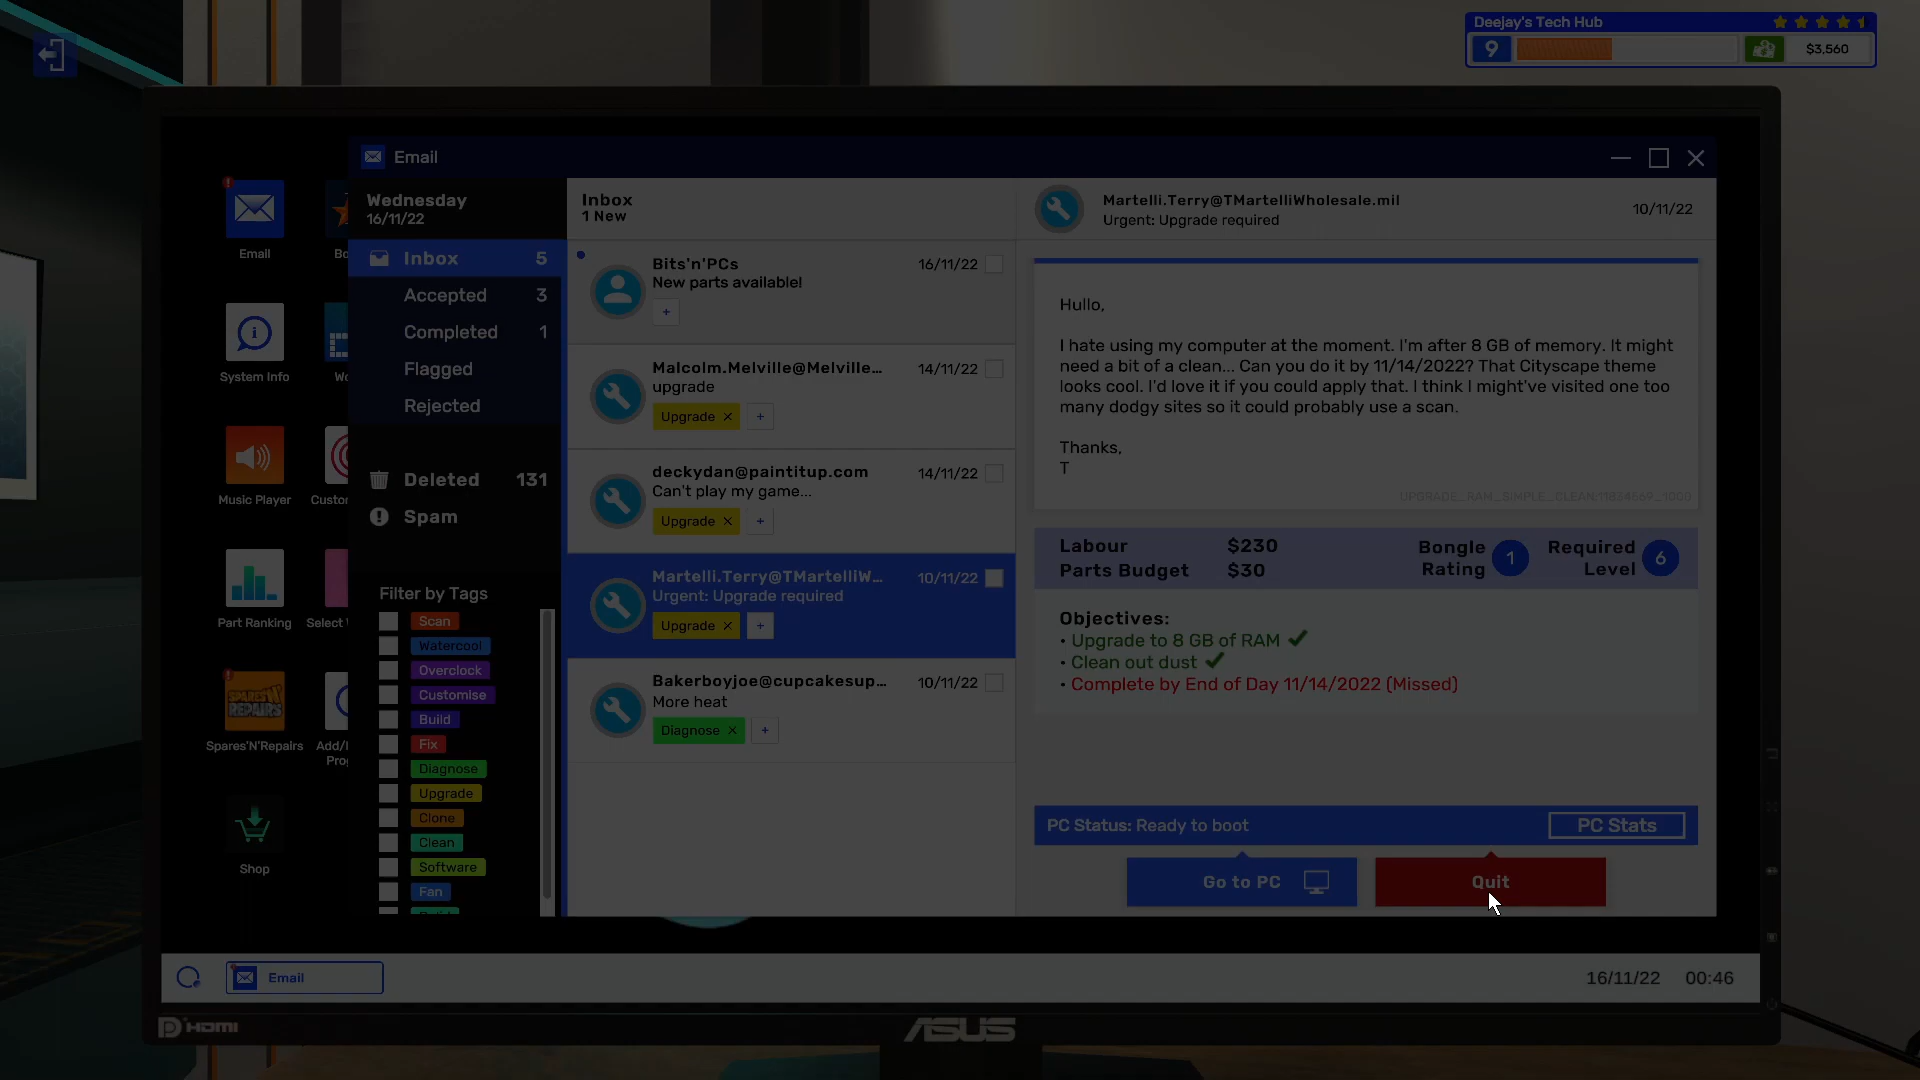 Deejay's Tech Hub
9
$3,560
Email
Wednesday
16/11/22
Inbox 5
Accepted 3
Completed 1
Flagged
Rejected
Deleted 131
Spam
Filter by Tags
Scan
Watercool
Overclock
Customise
Build
Fix
Diagnose
Upgrade
Clone
Clean
Software
Fan
Email
System Info
Music Player
Part Ranking
Spares'N'Repairs
SPARES'N' REPAIRS
Shop
Bo
Wo
Custo
Select
Add/
Prog
Inbox
1 New
Bits'n'PCs 16/11/22
New parts available!
+
Malcolm.Melville@Melville... 14/11/22
upgrade
Upgrade × +
deckydan@paintitup.com 14/11/22
Can't play my game...
Upgrade × +
Martelli.Terry@TMartelliW... 10/11/22
Urgent: Upgrade required
Upgrade × +
Bakerboyjoe@cupcakesup... 10/11/22
More heat
Diagnose × +
Martelli.Terry@TMartelliWholesale.mil
Urgent: Upgrade required
10/11/22
Hullo,
I hate using my computer at the moment. I'm after 8 GB of memory. It might
need a bit of a clean... Can you do it by 11/14/2022? That Cityscape theme
looks cool. I'd love it if you could apply that. I think I might've visited one too
many dodgy sites so it could probably use a scan.
Thanks,
T
UPGRADE_RAM_SIMPLE_CLEAN:11834569_1000
Labour $230
Parts Budget $30
Bongle Rating 1
Required Level 6
Objectives:
• Upgrade to 8 GB of RAM ✓
• Clean out dust ✓
• Complete by End of Day 11/14/2022 (Missed)
PC Status: Ready to boot
PC Stats
Go to PC
Quit
Email
16/11/22 00:46
HDMI
ASUS